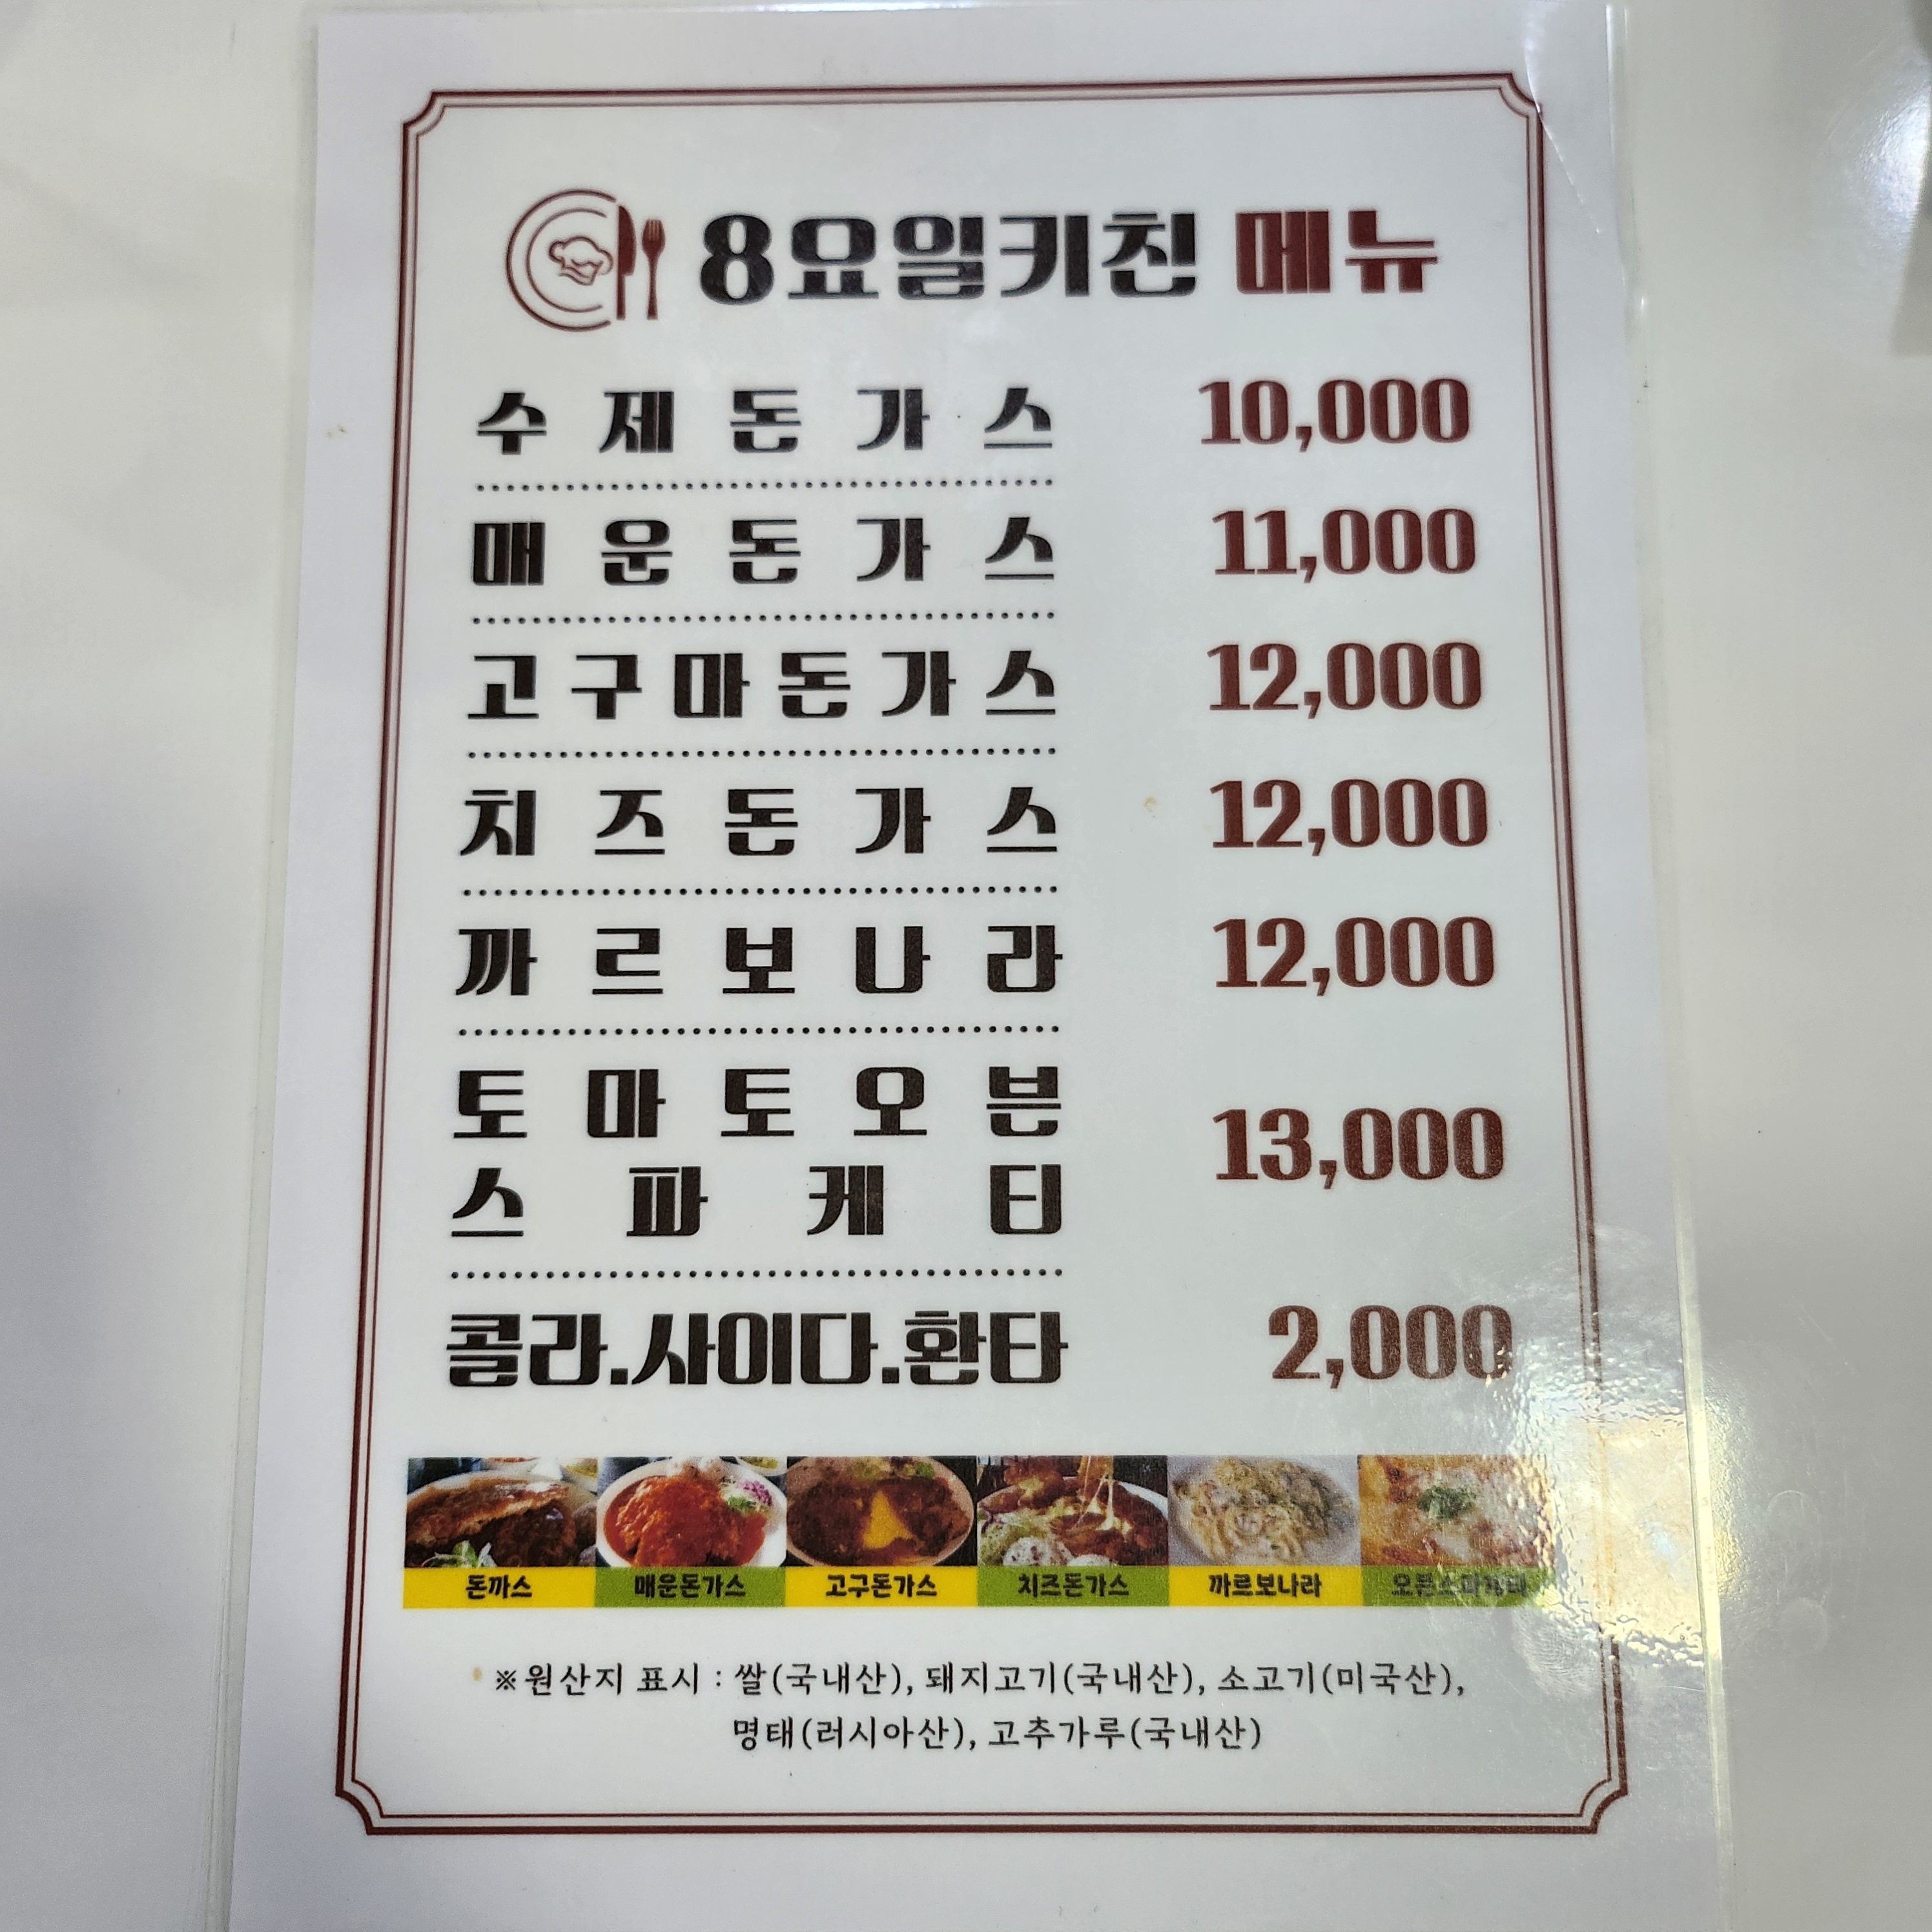 8요일키친 메뉴
수제돈가스 10,000
매운돈가스 11,000
고구마돈가스 12,000
치즈돈가스 12,000
까르보나라 12,000
토마토오븐
스파케티 13,000
콜라.사이다.환타 2,000
돈까스 매운돈가스 고구돈가스 치즈돈가스 까르보나라
※원산지 표시 : 쌀(국내산), 돼지고기(국내산), 소고기(미국산),
명태(러시아산), 고추가루(국내산)